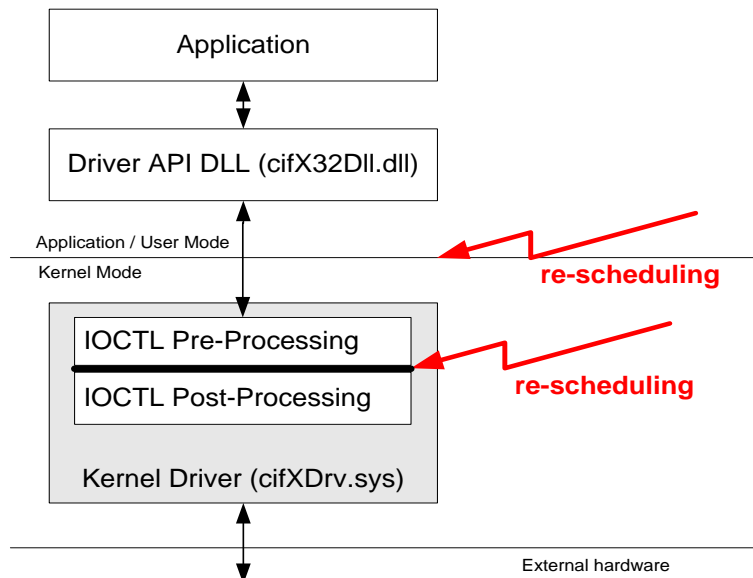 Application
Driver API DLL (cifX32Dll.dll)
Application / User Mode
Kernel Mode
re-scheduling
IOCTL Pre-Processing
re-scheduling
IOCTL Post-Processing
Kernel Driver (cifXDrv.sys)
External hardware